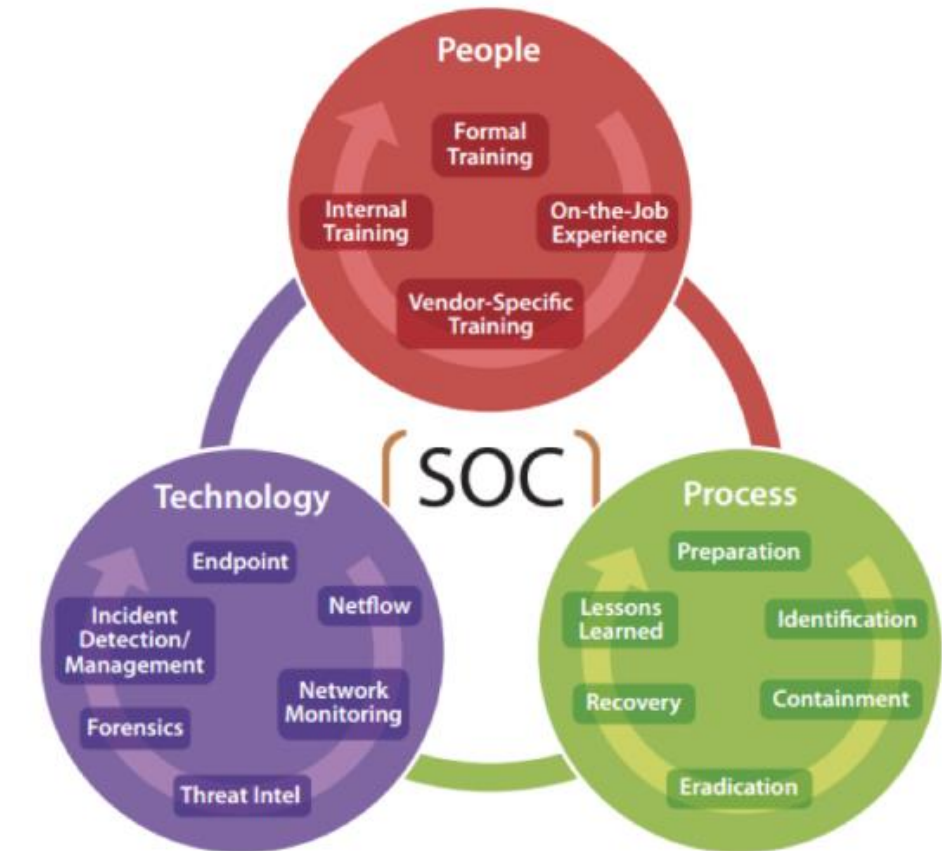 People
Formal
Training
On-the-Job
Experience
Vendor-Specific
Training
Internal
Training
SOC
Technology
Endpoint
Netflow
Network
Monitoring
Threat Intel
Forensics
Incident
Detection/
Management
Process
Preparation
Identification
Containment
Eradication
Recovery
Lessons
Learned